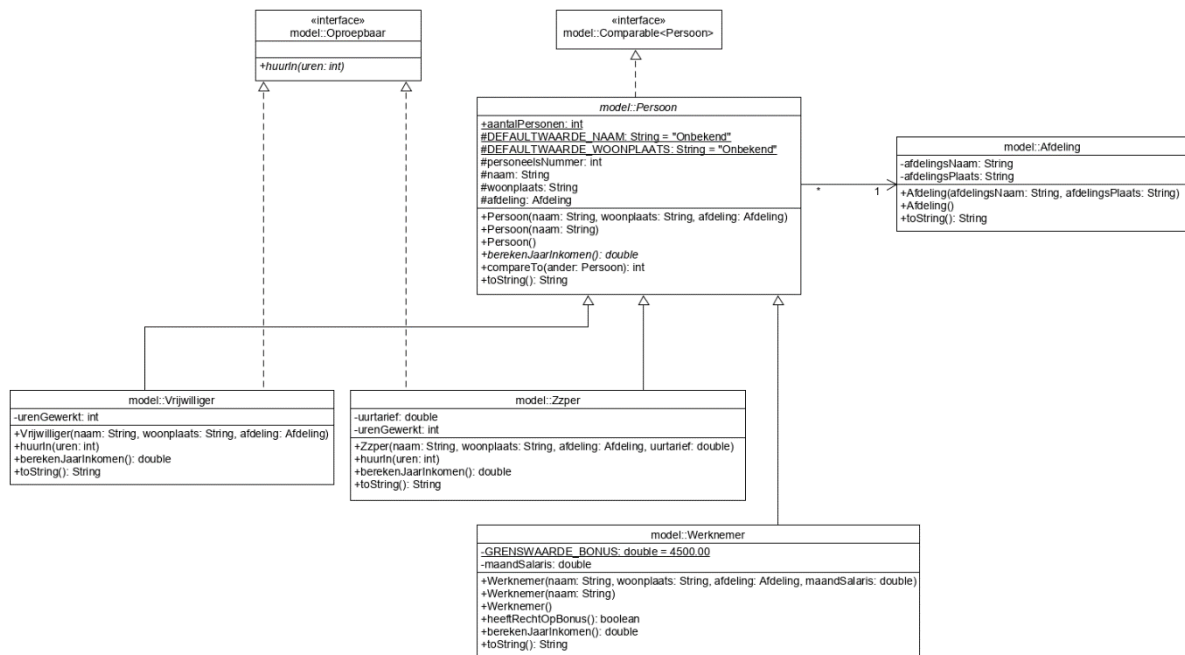 «interface»
model::Oproepbaar
+huurIn(uren: int)
«interface»
model::Comparable<Persoon>
model::Persoon
+aantalPersonen: int
#DEFAULTWAARDE_NAAM: String = "Onbekend"
#DEFAULTWAARDE_WOONPLAATS: String = "Onbekend"
#personeelsNummer: int
#naam: String
#woonplaats: String
#afdeling: Afdeling
+Persoon(naam: String, woonplaats: String, afdeling: Afdeling)
+Persoon(naam: String)
+Persoon()
+berekenJaarInkomen(): double
+compareTo(ander: Persoon): int
+toString(): String
*
1
model::Afdeling
-afdelingsNaam: String
-afdelingsPlaats: String
+Afdeling(afdelingsNaam: String, afdelingsPlaats: String)
+Afdeling()
+toString(): String
model::Vrijwilliger
-urenGewerkt: int
+Vrijwilliger(naam: String, woonplaats: String, afdeling: Afdeling)
+huurIn(uren: int)
+berekenJaarInkomen(): double
+toString(): String
model::Zzper
-uurtarief: double
-urenGewerkt: int
+Zzper(naam: String, woonplaats: String, afdeling: Afdeling, uurtarief: double)
+huurIn(uren: int)
+berekenJaarInkomen(): double
+toString(): String
model::Werknemer
-GRENSWAARDE_BONUS: double = 4500.00
-maandSalaris: double
+Werknemer(naam: String, woonplaats: String, afdeling: Afdeling, maandSalaris: double)
+Werknemer(naam: String)
+Werknemer()
+heeftRechtOpBonus(): boolean
+berekenJaarInkomen(): double
+toString(): String